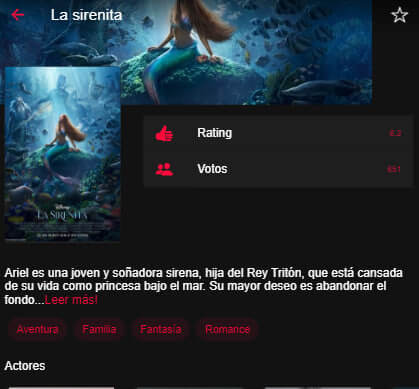 La sirenita
Rating
6.2
Votos
651
DISNEY
LA SIRENITA
Ariel es una joven y soñadora sirena, hija del Rey Tritón, que está cansada
de su vida como princesa bajo el mar. Su mayor deseo es abandonar el
fondo...Leer más!
Aventura Familia Fantasía Romance
Actores